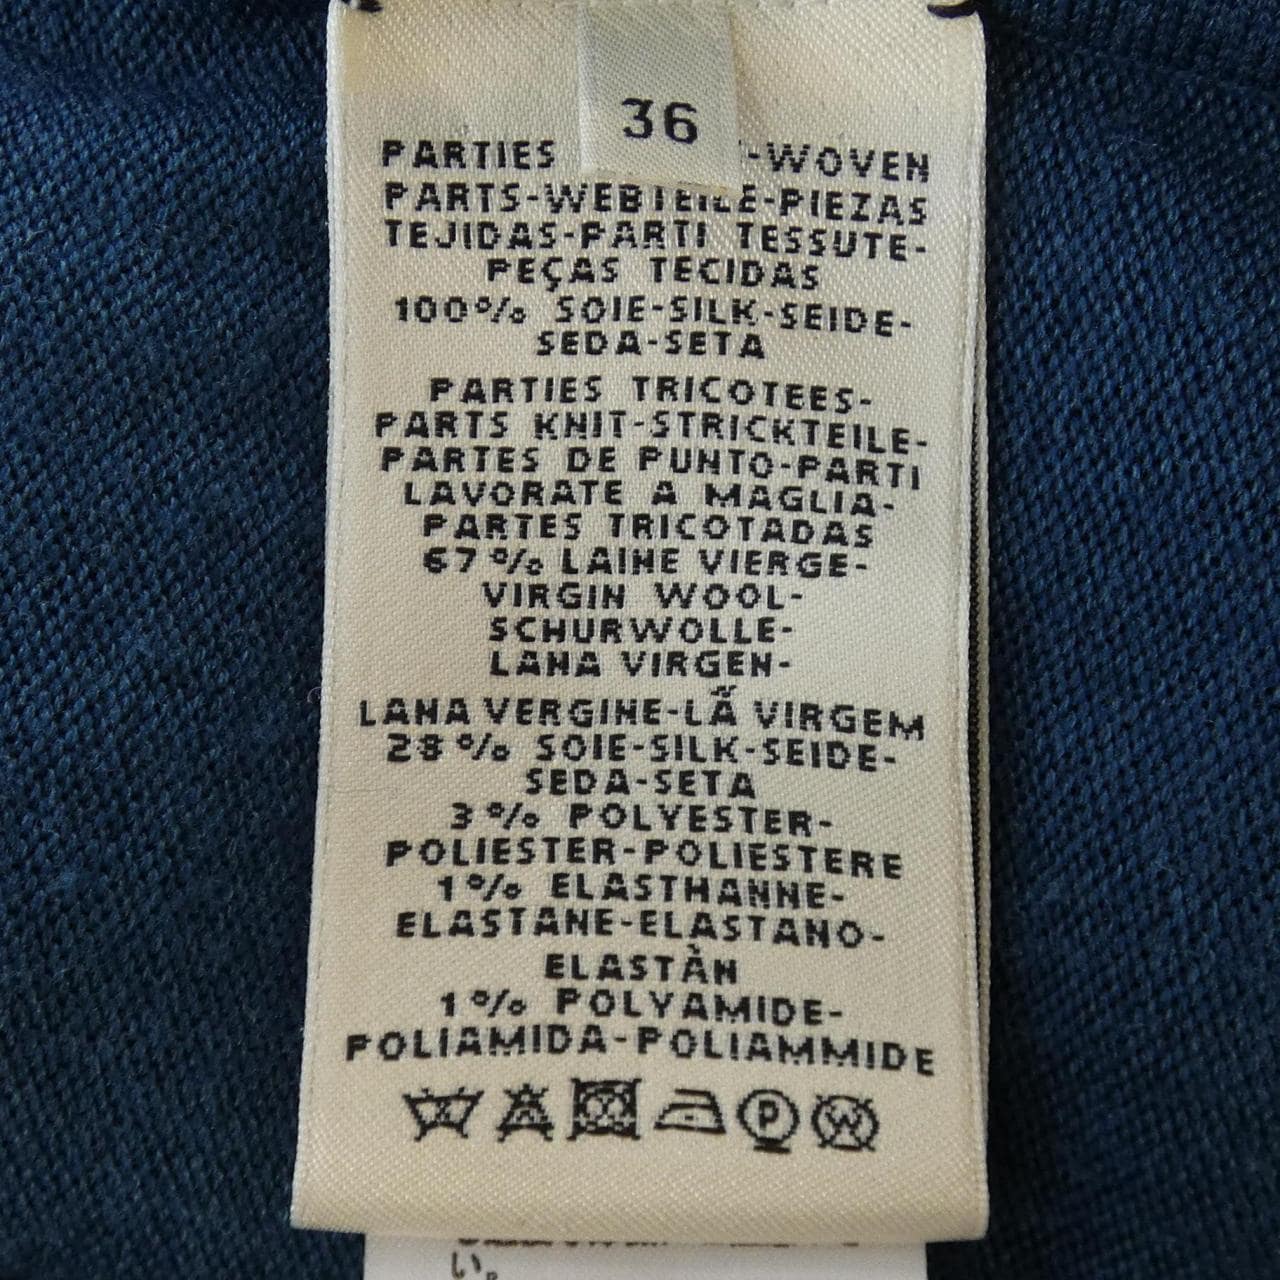 36
PARTIES -WOVEN
PARTS-WEBTEILE-PIEZAS
TEJIDAS-PARTI TESSUTE-
PEÇAS TECIDAS
100% SOIE-SILK-SEIDE-
SEDA-SETA
PARTIES TRICOTEES-
PARTS KNIT-STRICKTEILE-
PARTES DE PUNTO-PARTI
LAVORATE A MAGLIA-
PARTES TRICOTADAS
67% LAINE VIERGE-
VIRGIN WOOL-
SCHURWOLLE-
LANA VIRGEN-
LANA VERGINE-LÃ VIRGEM
28% SOIE-SILK-SEIDE-
SEDA-SETA
3% POLYESTER-
POLIESTER-POLIESTERE
1% ELASTHANNE-
ELASTANE-ELASTANO-
ELASTÀN
1% POLYAMIDE-
POLIAMIDA-POLIAMMIDE
P W
い。